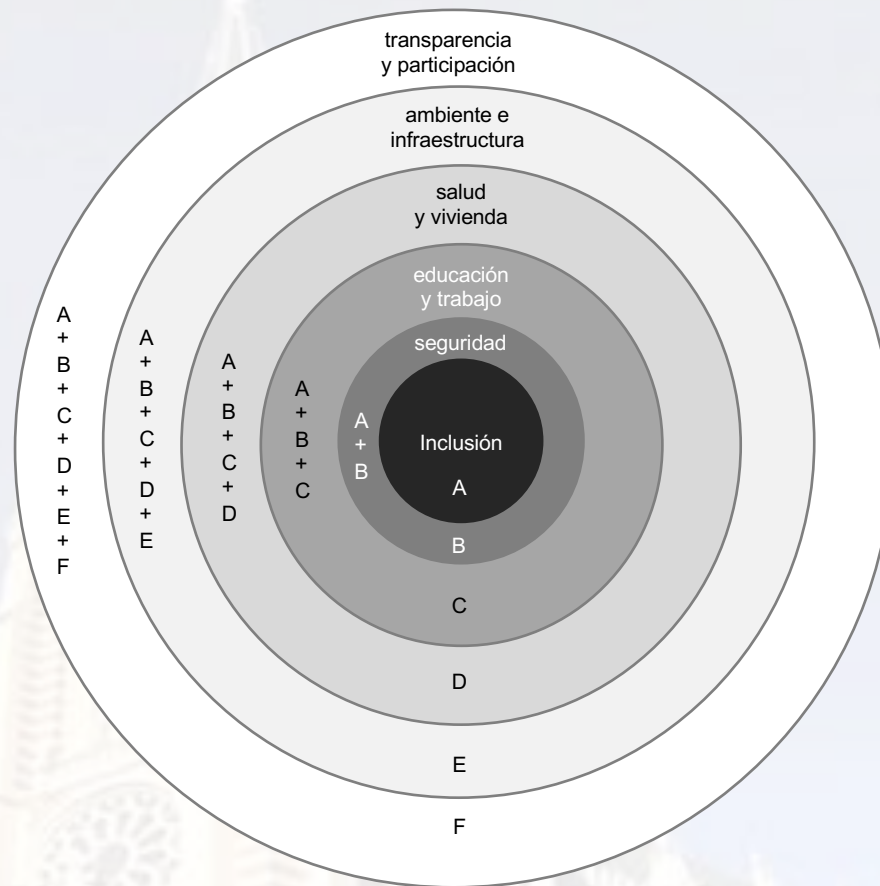 transparencia
y participación
ambiente e
infraestructura
salud
y vivienda
educación
y trabajo
seguridad
Inclusión
A
B
C
D
E
F
A
+
B
A
+
B
+
C
A
+
B
+
C
+
D
A
+
B
+
C
+
D
+
E
A
+
B
+
C
+
D
+
E
+
F